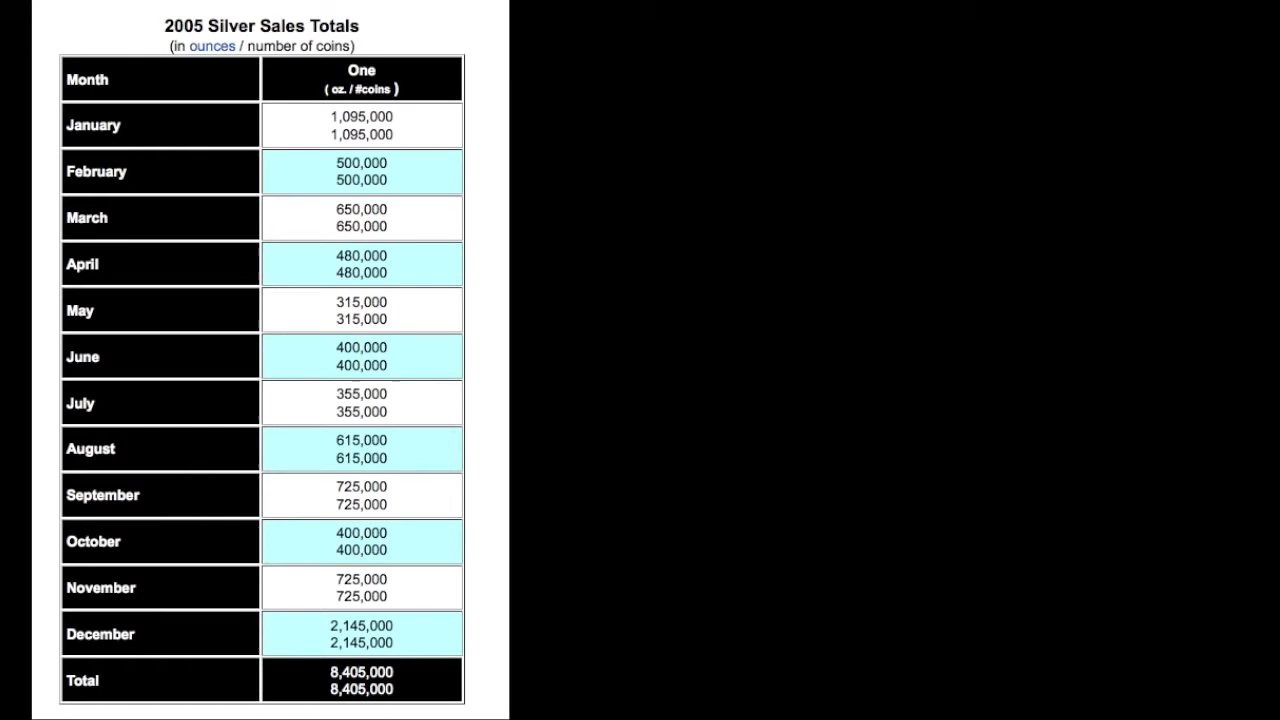 2005 Silver Sales Totals
(in ounces / number of coins)
Month
One
( oz. / #coins )
January
1,095,000
1,095,000
February
500,000
500,000
March
650,000
650,000
April
480,000
480,000
May
315,000
315,000
June
400,000
400,000
July
355,000
355,000
August
615,000
615,000
September
725,000
725,000
October
400,000
400,000
November
725,000
725,000
December
2,145,000
2,145,000
Total
8,405,000
8,405,000